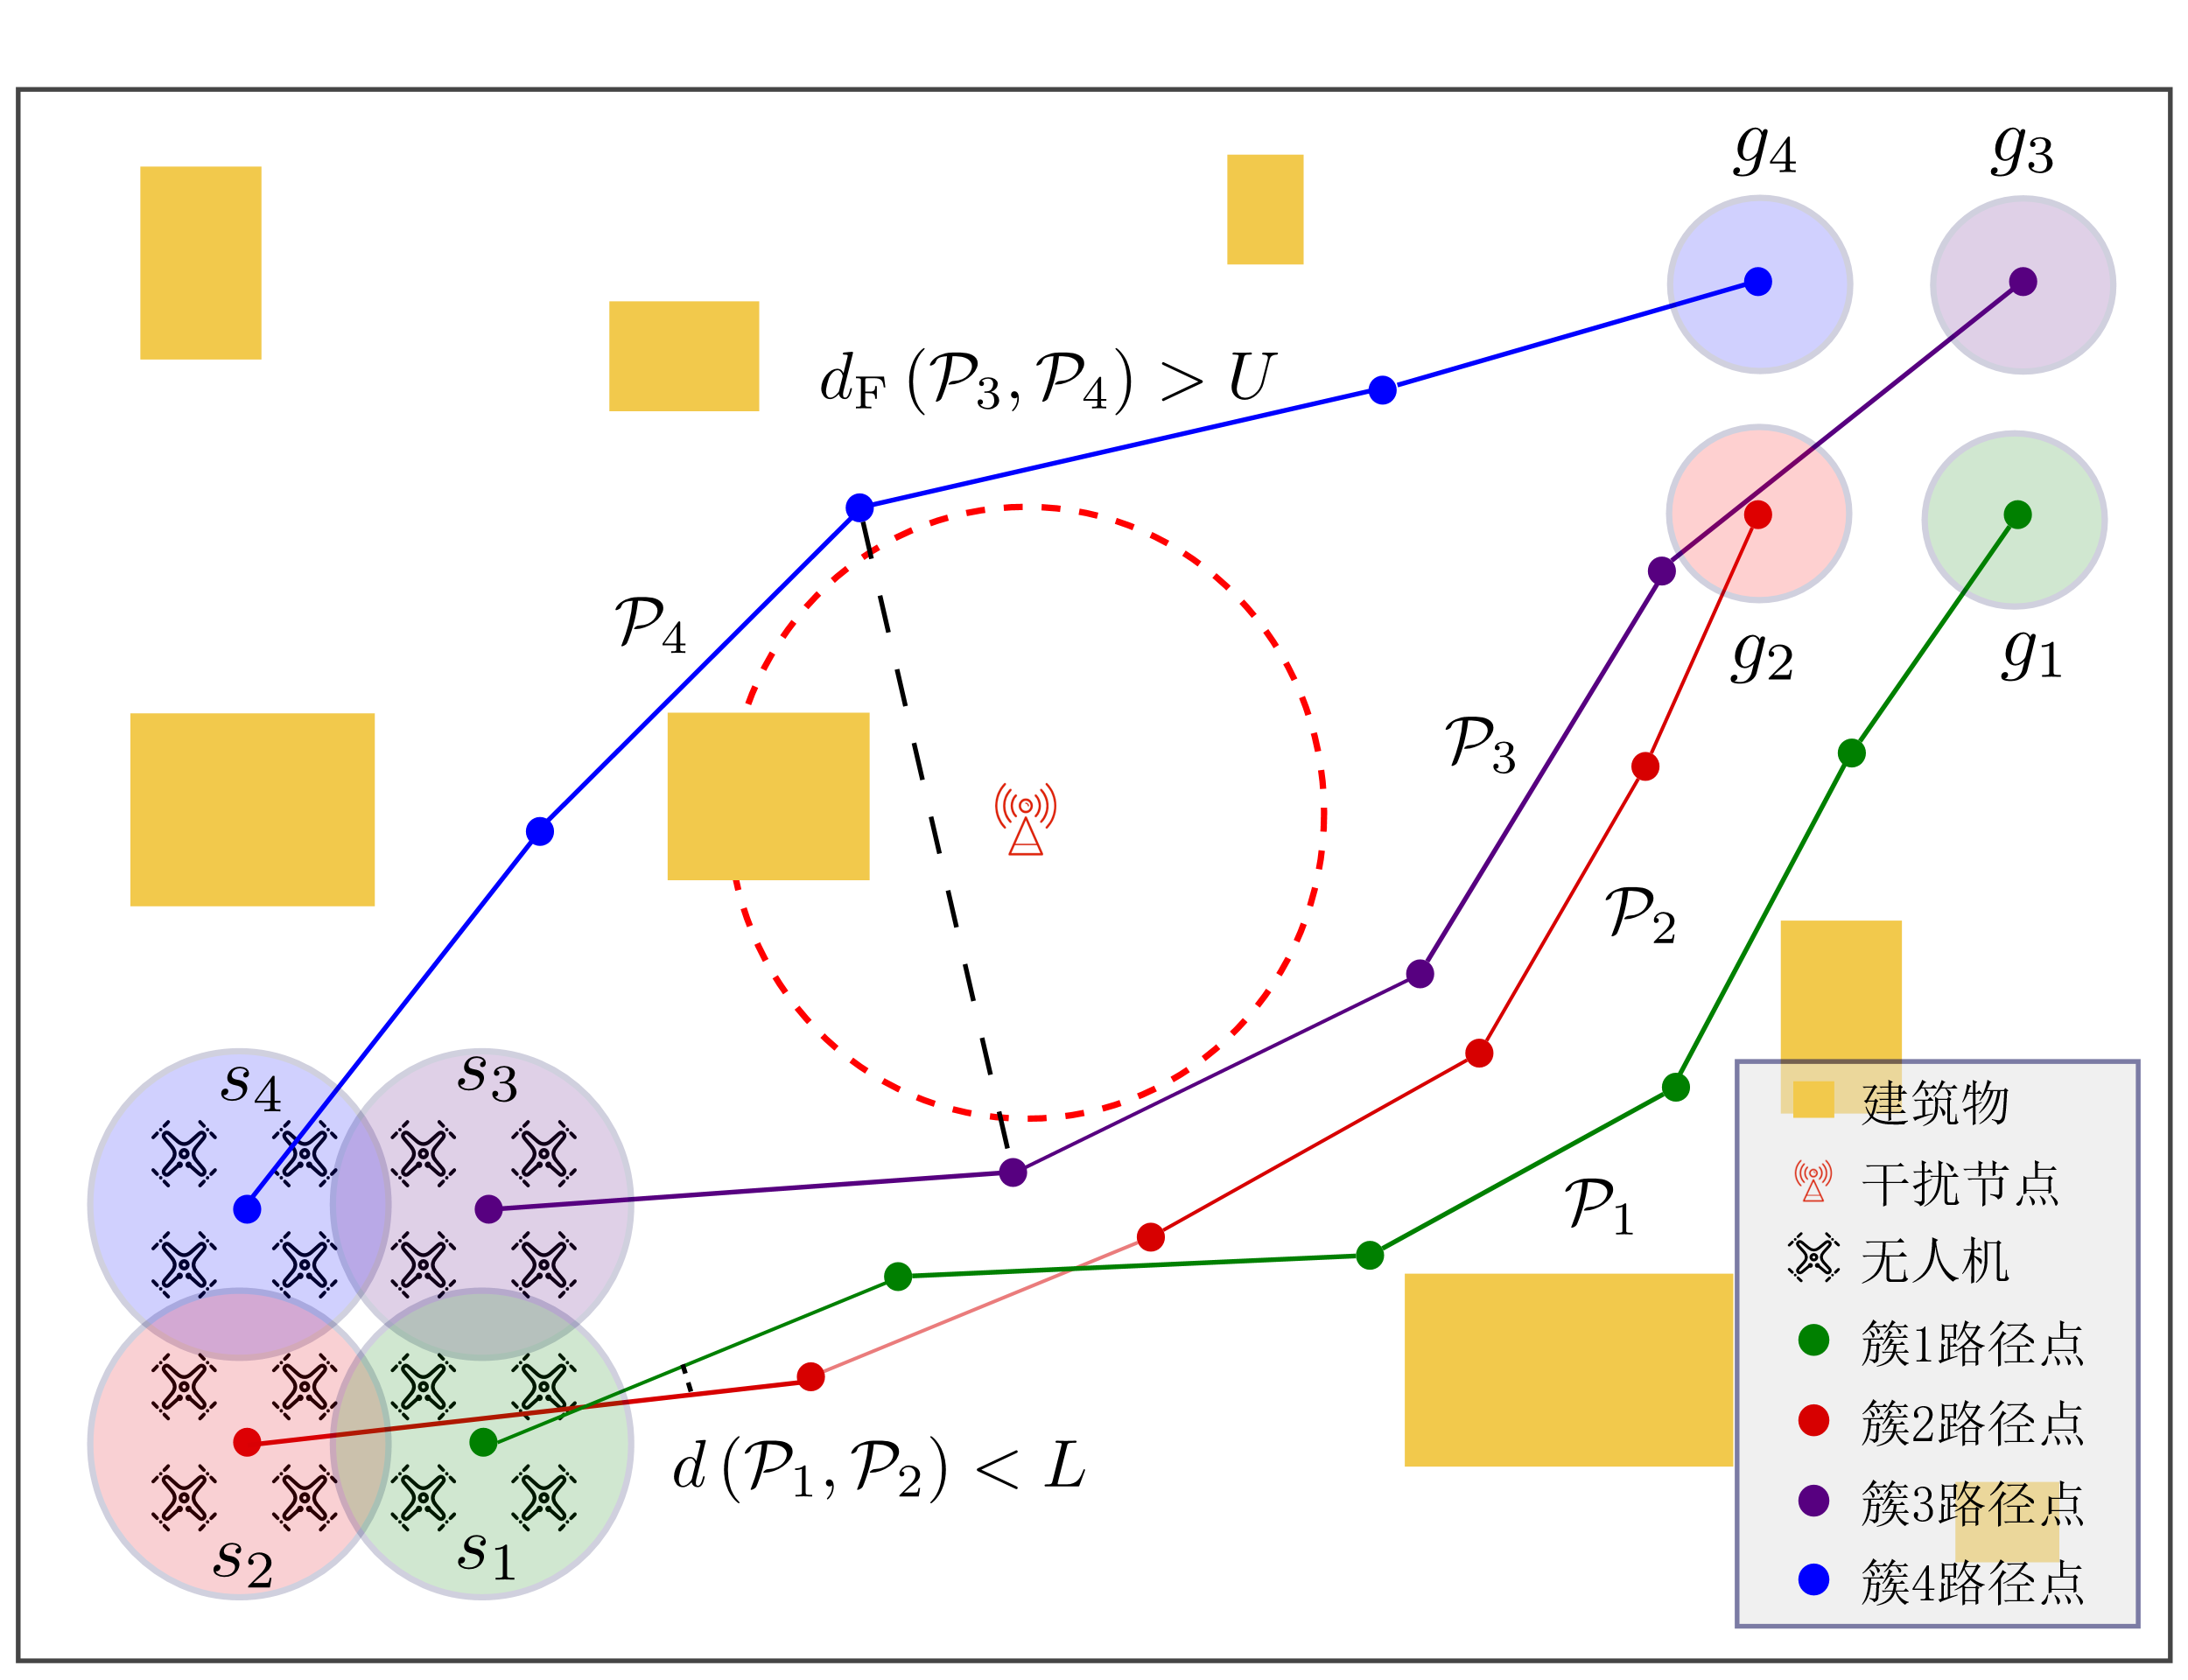 g₄
g₃
d_F (𝒫₃, 𝒫₄) > U
𝒫₄
g₂
g₁
𝒫₃
𝒫₂
s₄
s₃
𝒫₁
d (𝒫₁, 𝒫₂) < L
s₂
s₁
建筑物
干扰节点
无人机
簇1路径点
簇2路径点
簇3路径点
簇4路径点